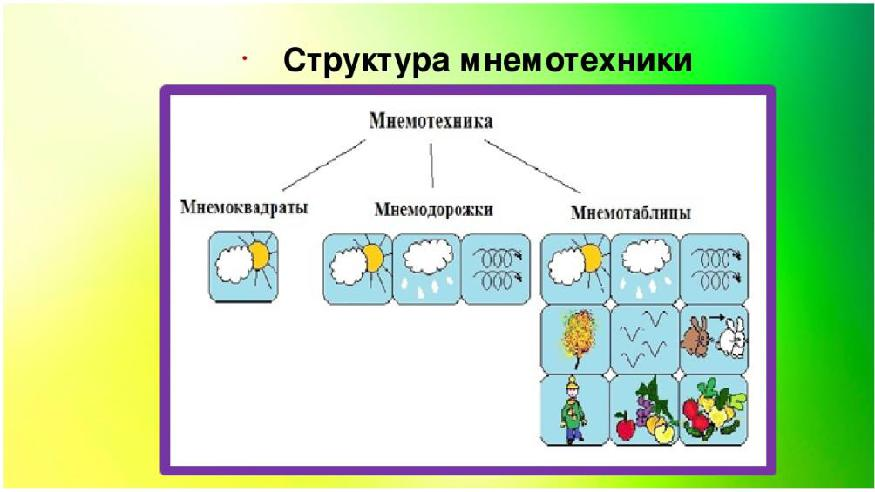 Структура мнемотехники
Мнемотехника
Мнемоквадраты
Мнемодорожки
Мнемотаблицы